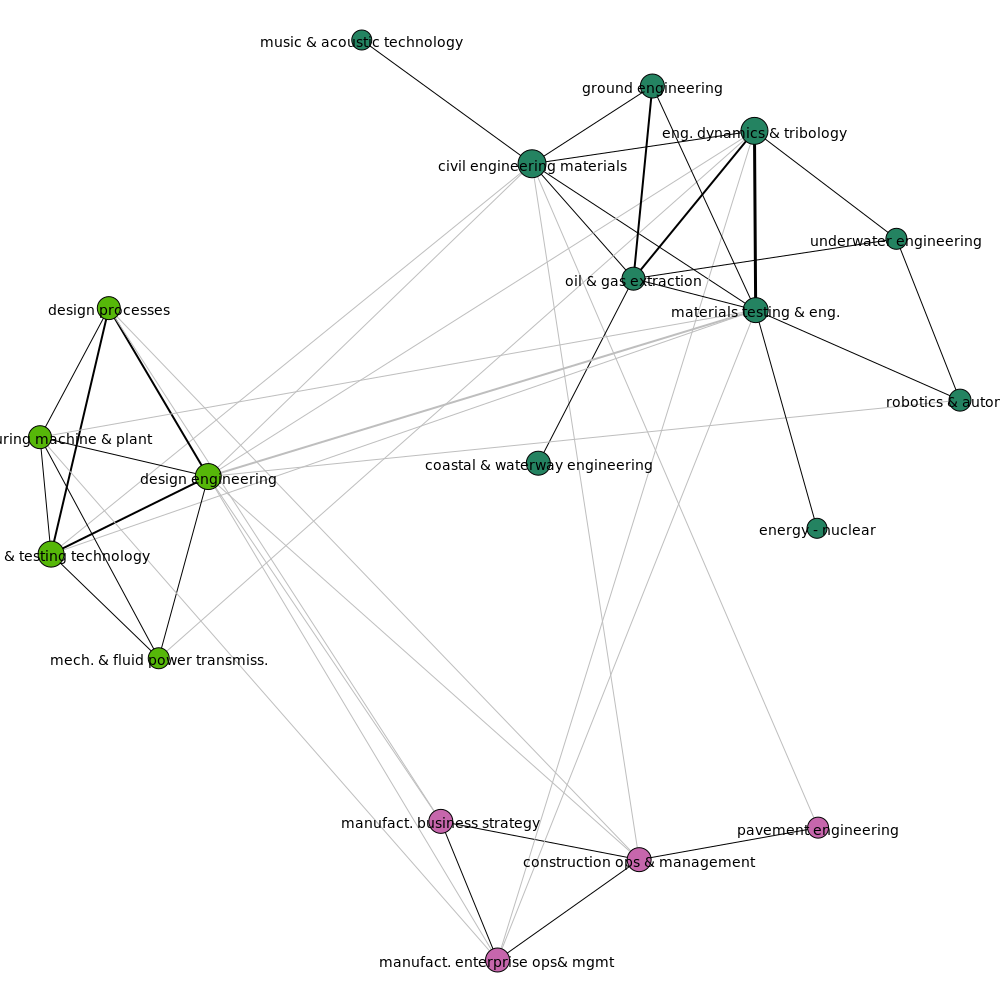 music & acoustic technology
ground engineering
eng. dynamics & tribology
civil engineering materials
underwater engineering
oil & gas extraction
design processes
materials testing & eng.
robotics &
machine & plant
coastal & waterway engineering
design engineering
energy - nuclear
& testing technology
mech. & fluid power transmiss.
manufact. business strategy
pavement engineering
construction ops & management
manufact. enterprise ops& mgmt